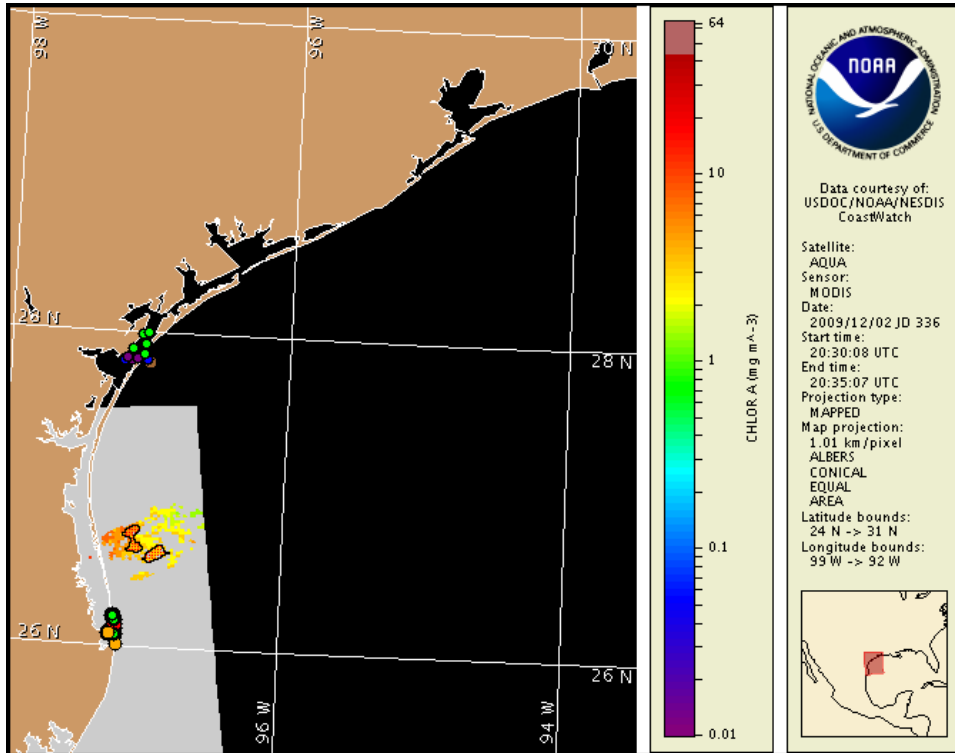 98 W
96 W
30 N
28 N
28 N
26 N
26 N
96 W
94 W
64
10
1
0.1
0.01
CHLOR A (mg m^-3)
NATIONAL OCEANIC AND ATMOSPHERIC ADMINISTRATION
NOAA
U.S. DEPARTMENT OF COMMERCE
Data courtesy of:
USDOC/NOAA/NESDIS
CoastWatch
Satellite:
AQUA
Sensor:
MODIS
Date:
2009/12/02 JD 336
Start time:
20:30:08 UTC
End time:
20:35:07 UTC
Projection type:
MAPPED
Map projection:
1.01 km/pixel
ALBERS
CONICAL
EQUAL
AREA
Latitude bounds:
24 N -> 31 N
Longitude bounds:
99 W -> 92 W